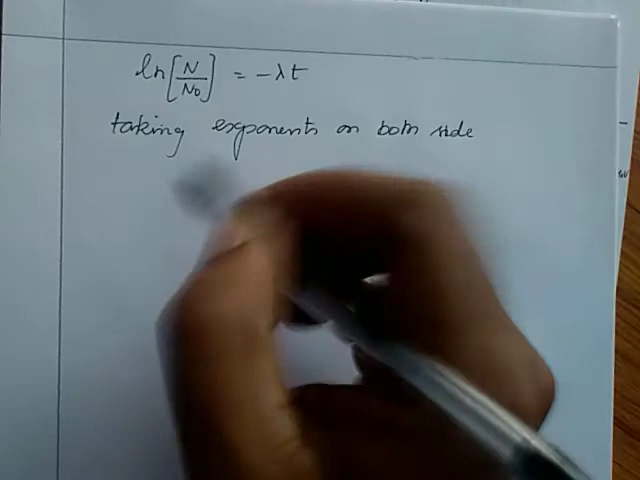 ln[N/N₀] = -λt
taking exponents on both side